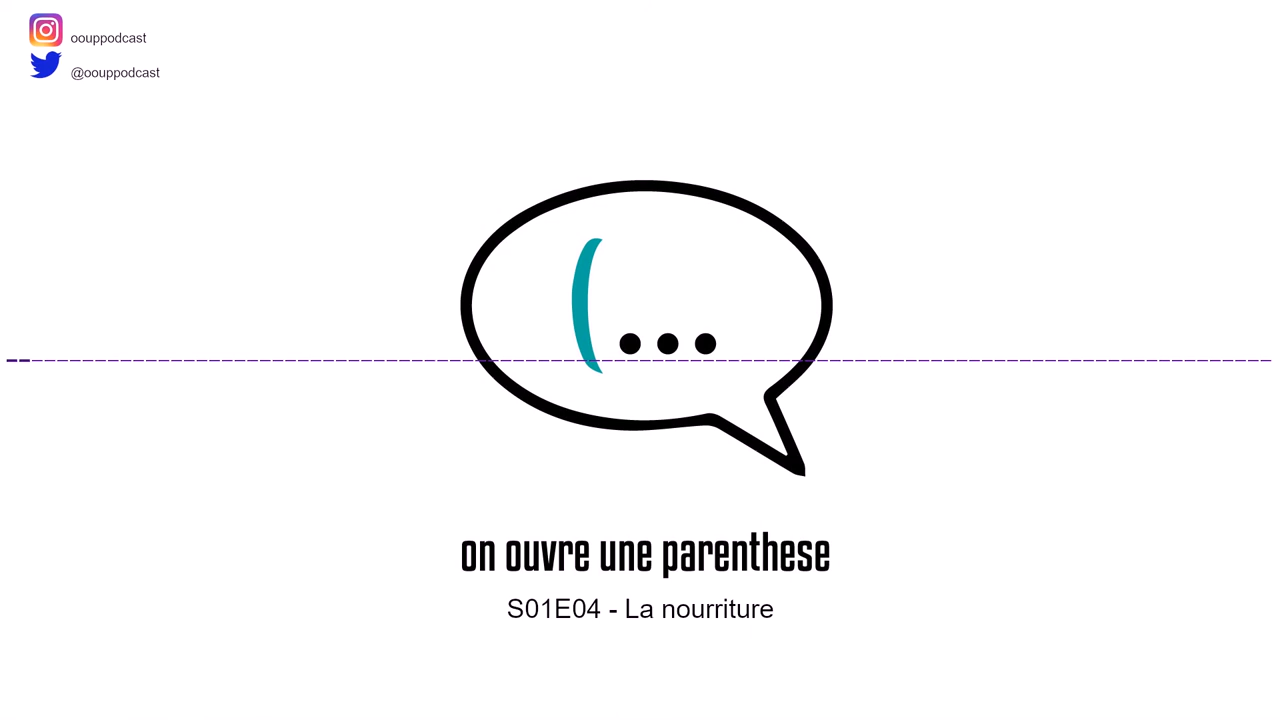 oouppodcast
@oouppodcast
(...
on ouvre une parenthese
S01E04 - La nourriture